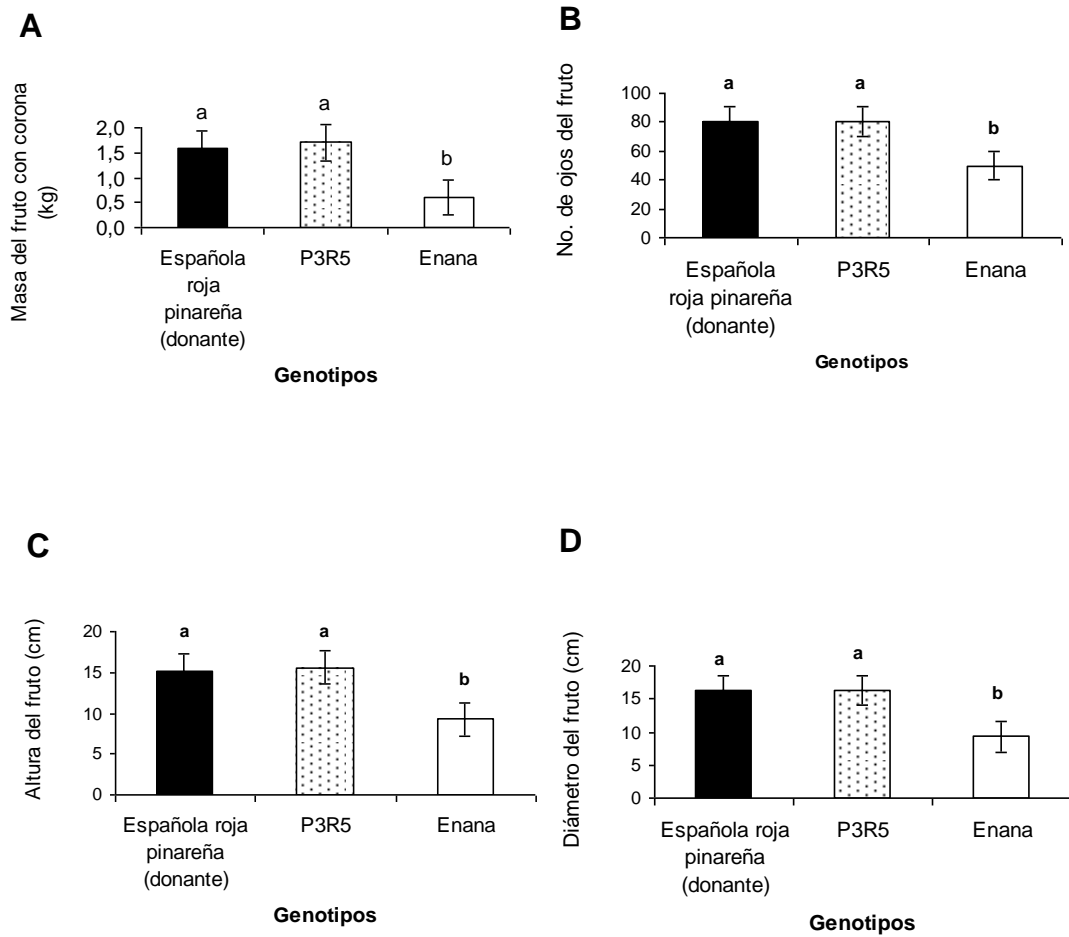 A
Masa del fruto con corona
(kg)
2,0
1,5
1,0
0,5
0,0
a
a
b
Española
roja
pinareña
(donante)
P3R5
Enana
Genotipos
B
No. de ojos del fruto
100
80
60
40
20
0
a
a
b
Española
roja pinareña
(donante)
P3R5
Enana
Genotipos
C
Altura del fruto (cm)
20
15
10
5
0
a
a
b
Española roja
pinareña
(donante)
P3R5
Enana
Genotipos
D
Diámetro del fruto (cm)
20
15
10
5
0
a
a
b
Española roja
pinareña
(donante)
P3R5
Enana
Genotipos